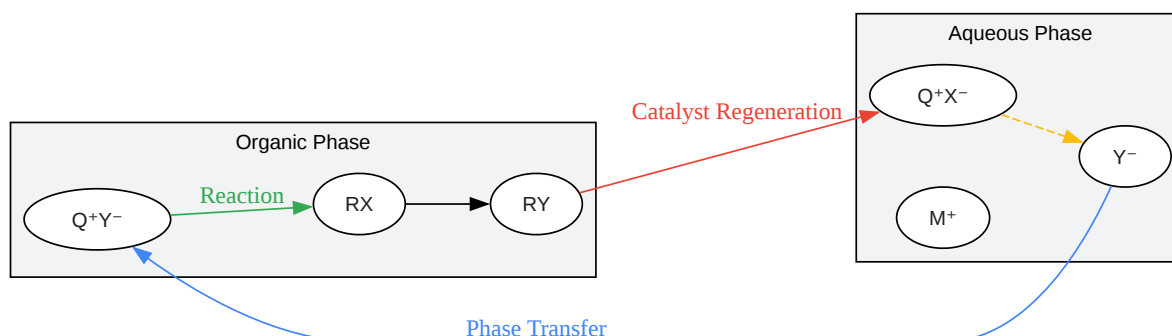 Organic Phase
Q⁺Y⁻
Reaction
RX
RY
Catalyst Regeneration
Aqueous Phase
Q⁺X⁻
Y⁻
M⁺
Phase Transfer